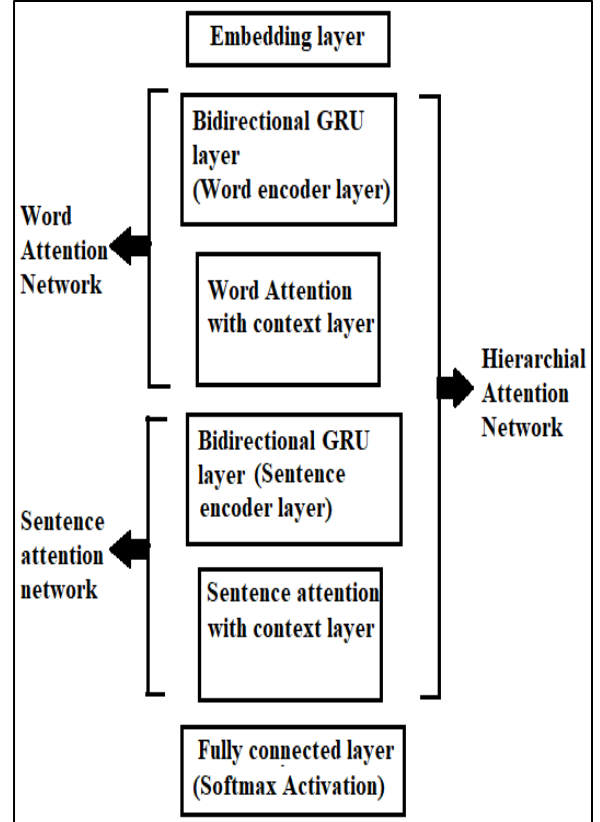 Embedding layer
Bidirectional GRU
layer
(Word encoder layer)
Word
Attention
Network
Word Attention
with context layer
Hierarchial
Attention
Network
Bidirectional GRU
layer (Sentence
encoder layer)
Sentence
attention
network
Sentence attention
with context layer
Fully connected layer
(Softmax Activation)